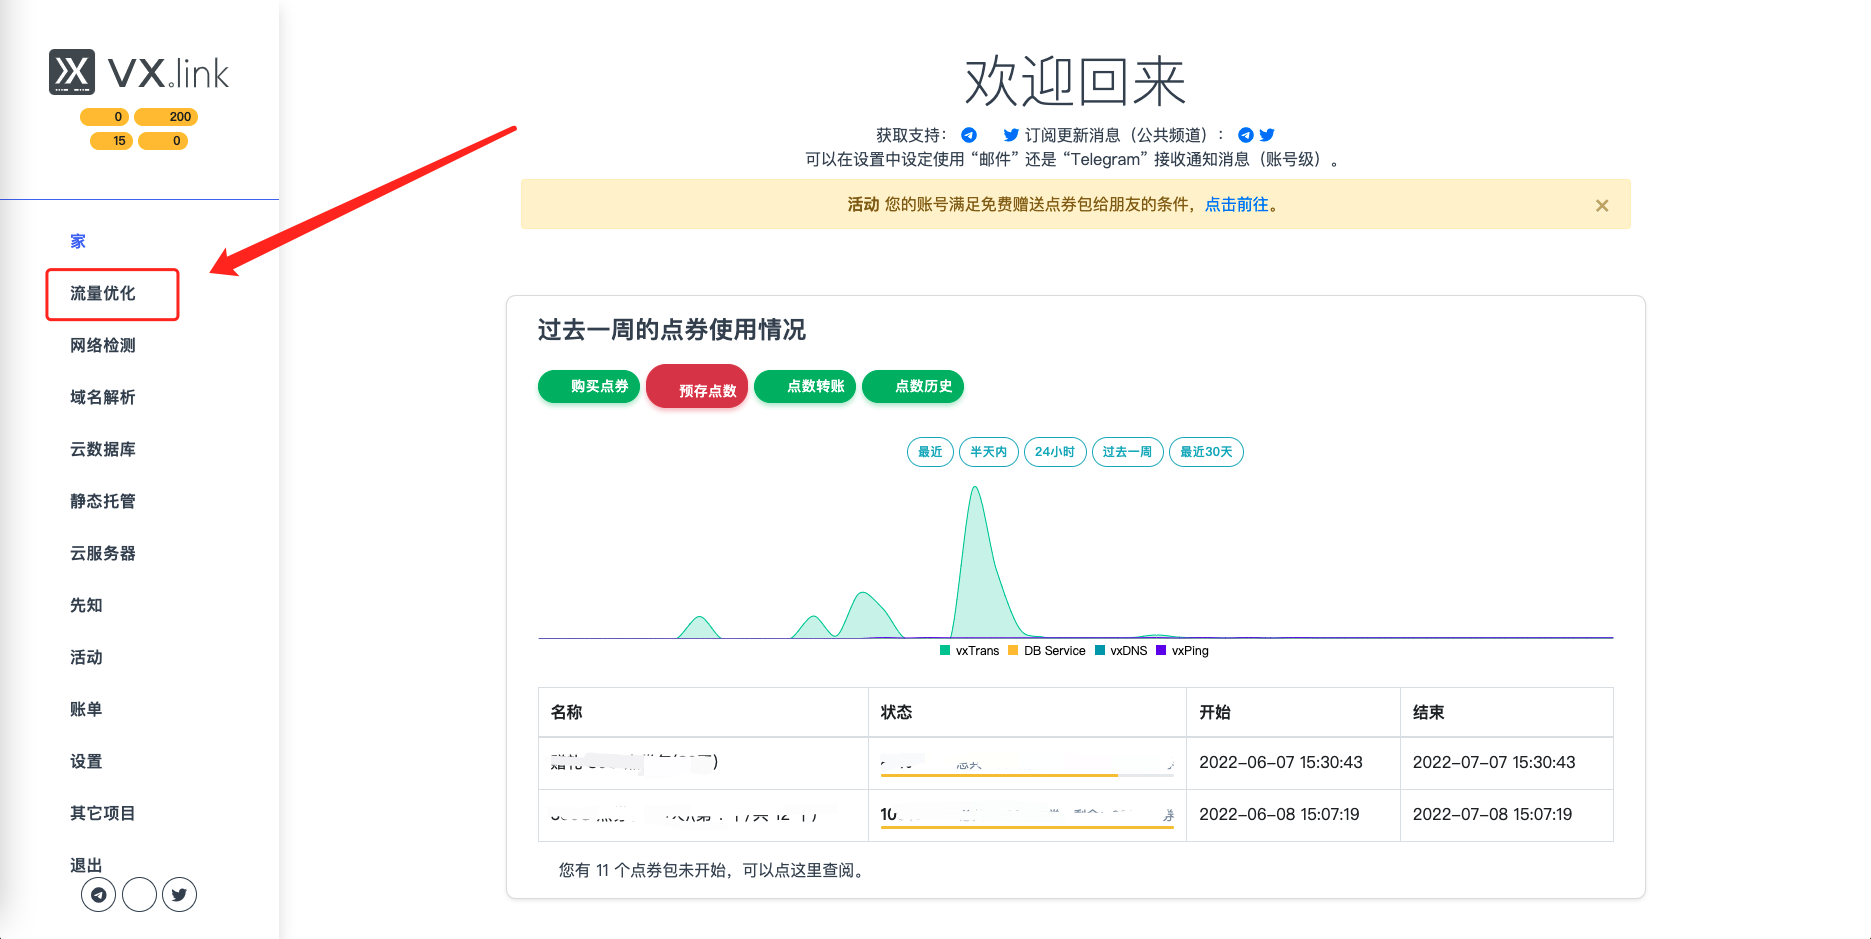 VX.link
0 200
15 0
家
流量优化
网络检测
域名解析
云数据库
静态托管
云服务器
先知
活动
账单
设置
其它项目
退出
欢迎回来
获取支持： 订阅更新消息（公共频道）：
可以在设置中设定使用 “邮件” 还是 “Telegram” 接收通知消息（账号级）。
活动 您的账号满足免费赠送点券包给朋友的条件，点击前往。 ×
过去一周的点券使用情况
购买点券 预存点数 点数转账 点数历史
最近 半天内 24小时 过去一周 最近30天
vxTrans DB Service vxDNS vxPing
名称 状态 开始 结束
2022-06-07 15:30:43 2022-07-07 15:30:43
2022-06-08 15:07:19 2022-07-08 15:07:19
您有 11 个点券包未开始，可以点这里查阅。